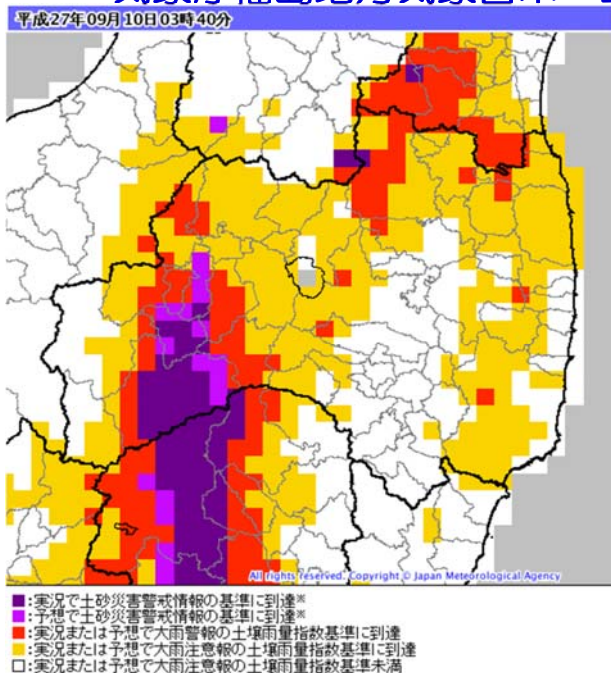 平成27年09月10日03時40分
All rights reserved. Copyright © Japan Meteorological Agency
■:実況で土砂災害警戒情報の基準に到達※
■:予想で土砂災害警戒情報の基準に到達※
■:実況または予想で大雨警報の土壌雨量指数基準に到達
■:実況または予想で大雨注意報の土壌雨量指数基準に到達
□:実況または予想で大雨注意報の土壌雨量指数基準未満